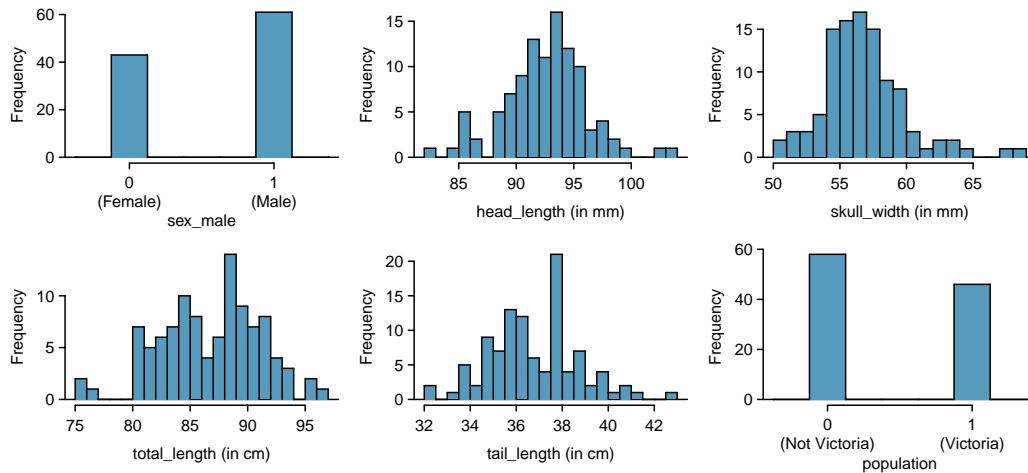 Frequency
60
40
20
0
0
1
(Female)
(Male)
sex_male
Frequency
15
10
5
0
85
90
95
100
head_length (in mm)
Frequency
15
10
5
0
50
55
60
65
skull_width (in mm)
Frequency
10
5
0
75
80
85
90
95
total_length (in cm)
Frequency
20
15
10
5
0
32
34
36
38
40
42
tail_length (in cm)
Frequency
60
40
20
0
0
1
(Not Victoria)
(Victoria)
population